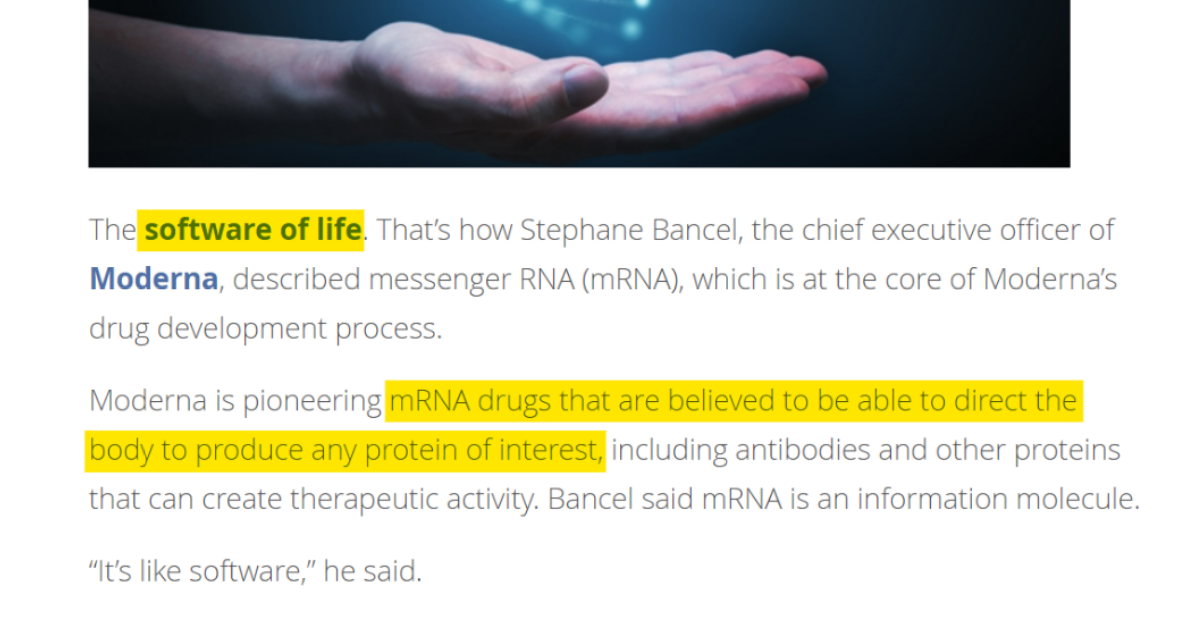 The software of life. That’s how Stephane Bancel, the chief executive officer of
Moderna, described messenger RNA (mRNA), which is at the core of Moderna’s
drug development process.
Moderna is pioneering mRNA drugs that are believed to be able to direct the
body to produce any protein of interest, including antibodies and other proteins
that can create therapeutic activity. Bancel said mRNA is an information molecule.
“It’s like software,” he said.